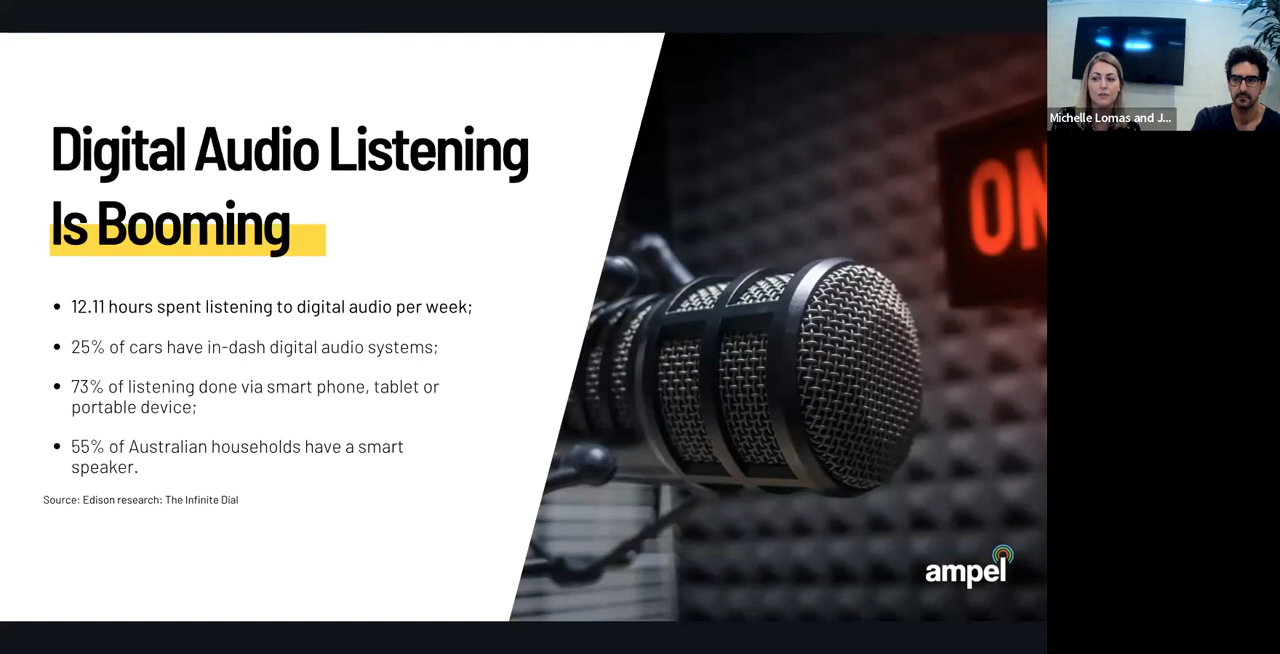 Digital Audio Listening
Is Booming
• 12.11 hours spent listening to digital audio per week;
• 25% of cars have in-dash digital audio systems;
• 73% of listening done via smart phone, tablet or
portable device;
• 55% of Australian households have a smart
speaker.
Source: Edison research: The Infinite Dial
ON
ampel
Michelle Lomas and J...